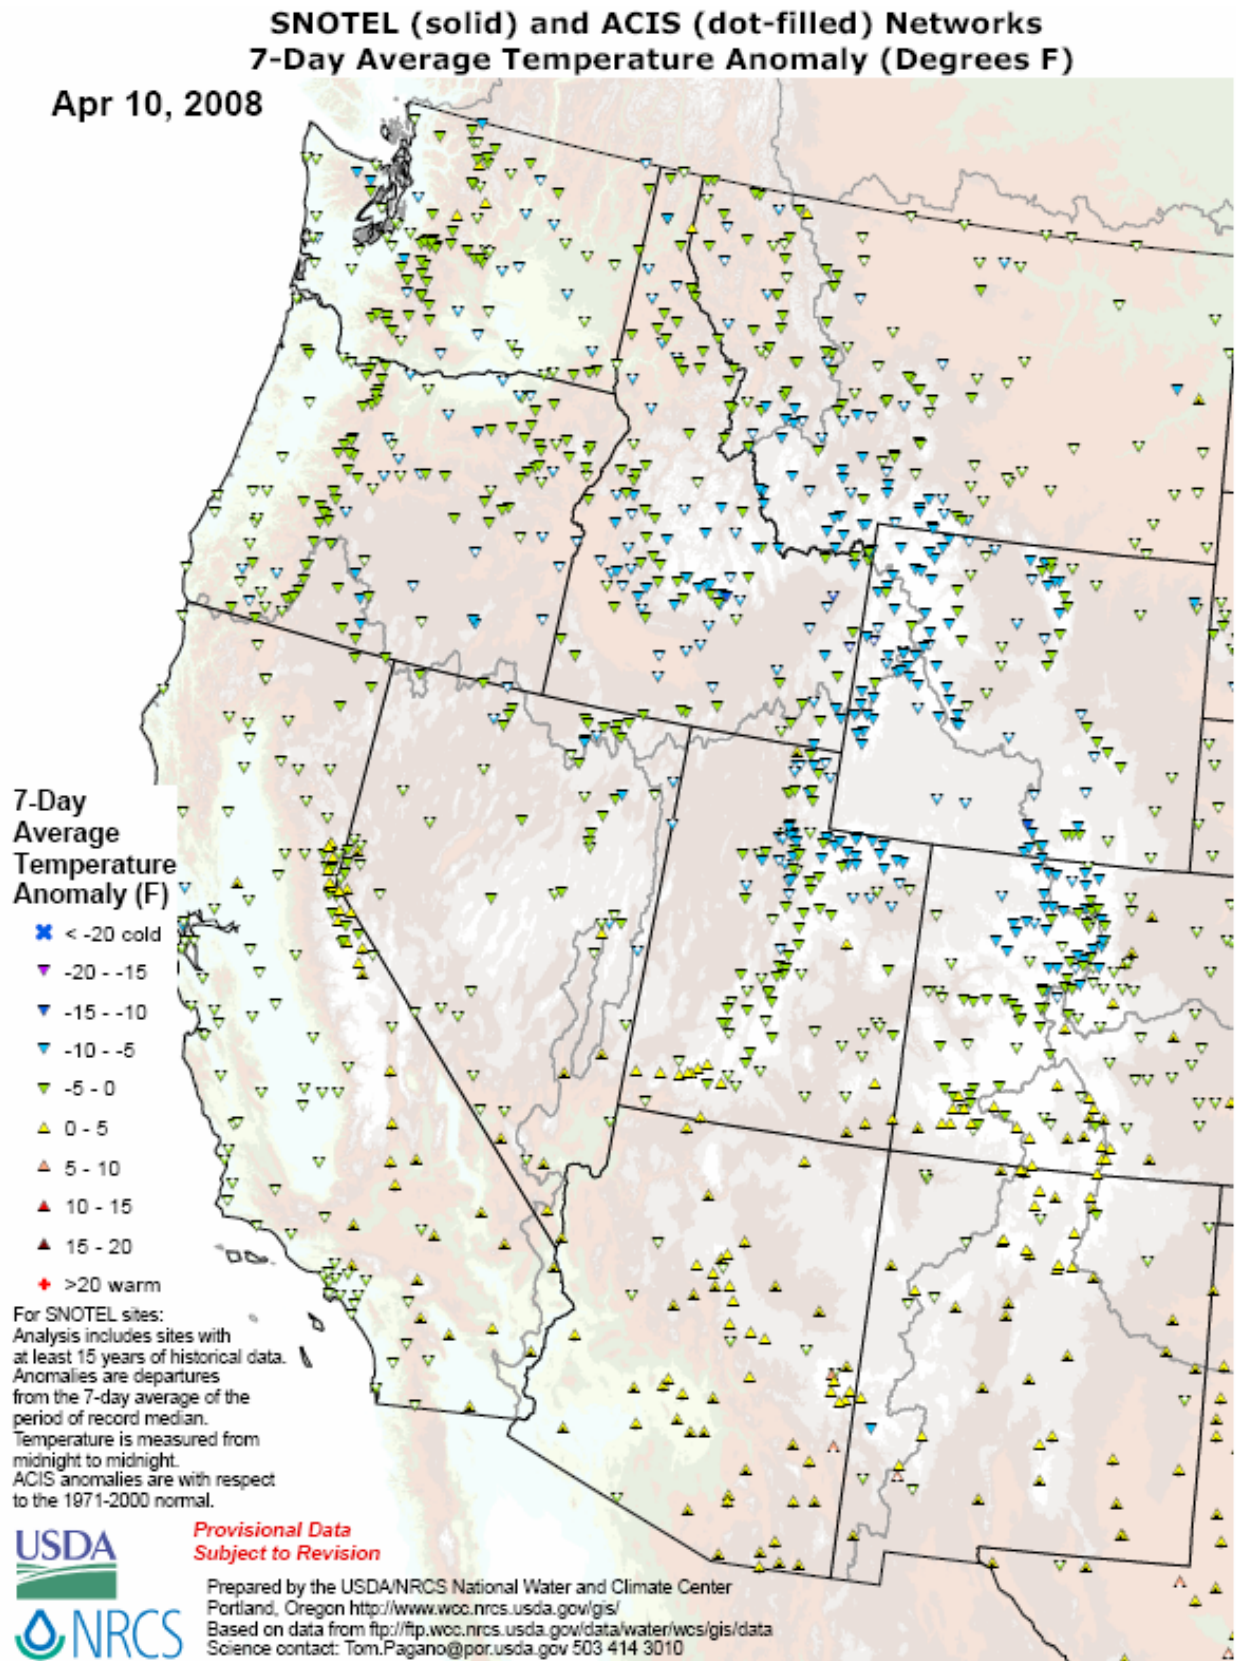 SNOTEL (solid) and ACIS (dot-filled) Networks
7-Day Average Temperature Anomaly (Degrees F)
Apr 10, 2008
7-Day
Average
Temperature
Anomaly (F)
< -20 cold
-20 - -15
-15 - -10
-10 - -5
-5 - 0
0 - 5
5 - 10
10 - 15
15 - 20
>20 warm
For SNOTEL sites:
Analysis includes sites with
at least 15 years of historical data.
Anomalies are departures
from the 7-day average of the
period of record median.
Temperature is measured from
midnight to midnight.
ACIS anomalies are with respect
to the 1971-2000 normal.
USDA
NRCS
Provisional Data
Subject to Revision
Prepared by the USDA/NRCS National Water and Climate Center
Portland, Oregon http://www.wcc.nrcs.usda.gov/gis/
Based on data from ftp://ftp.wcc.nrcs.usda.gov/data/water/wcs/gis/data
Science contact: Tom.Pagano@por.usda.gov 503 414 3010